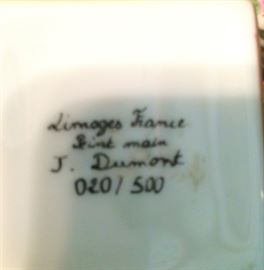 Limoges France
Peint main
J. Dumont
020/500